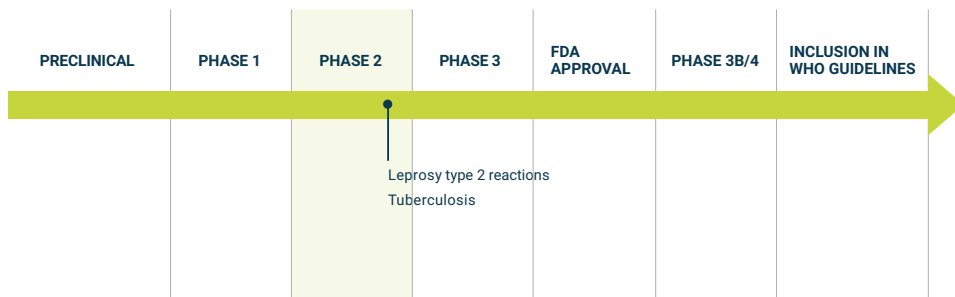 PRECLINICAL
PHASE 1
PHASE 2
PHASE 3
FDA
APPROVAL
PHASE 3B/4
INCLUSION IN
WHO GUIDELINES
Leprosy type 2 reactions
Tuberculosis